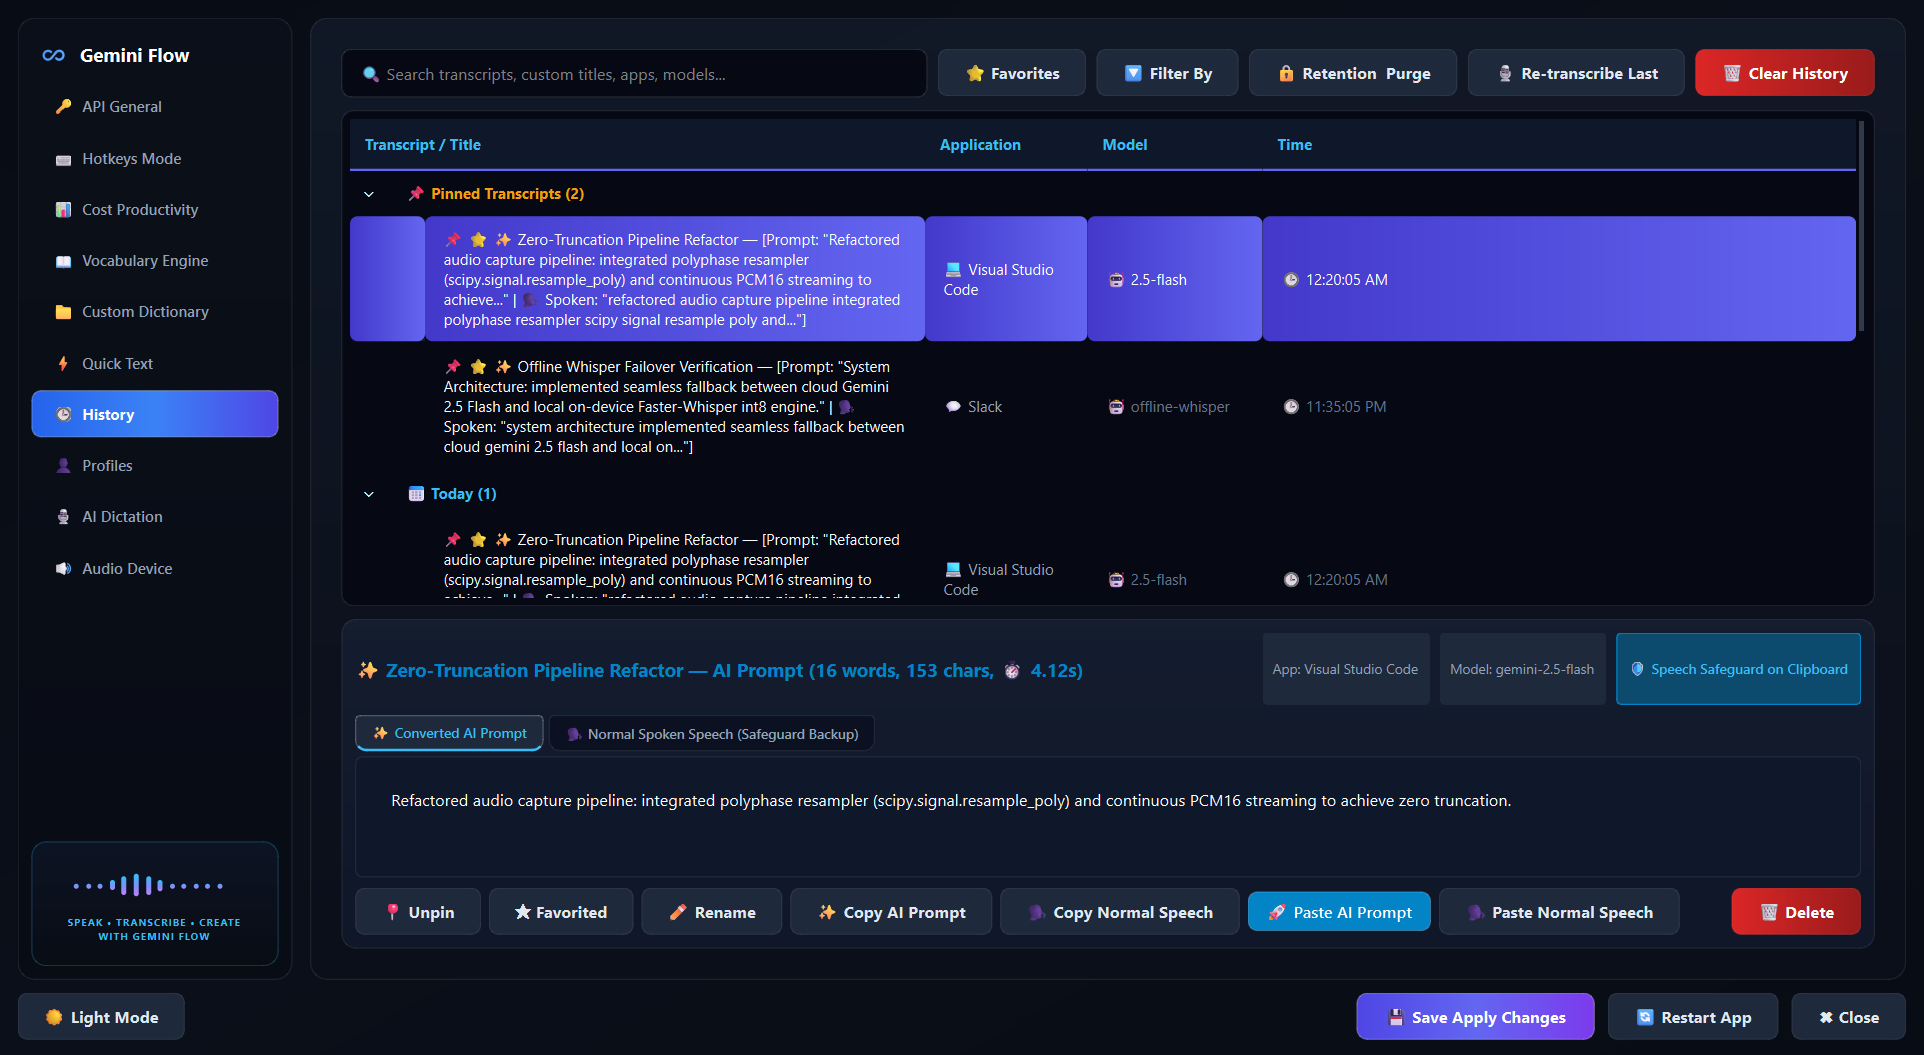 Gemini Flow
API General
Hotkeys Mode
Cost Productivity
Vocabulary Engine
Custom Dictionary
Quick Text
History
Profiles
AI Dictation
Audio Device
SPEAK • TRANSCRIBE • CREATE
WITH GEMINI FLOW
Search transcripts, custom titles, apps, models...
Favorites
Filter By
Retention Purge
Re-transcribe Last
Clear History
Transcript / Title
Application
Model
Time
Pinned Transcripts (2)
Zero-Truncation Pipeline Refactor — [Prompt: "Refactored
audio capture pipeline: integrated polyphase resampler
(scipy.signal.resample_poly) and continuous PCM16 streaming to
achieve..." | Spoken: "refactored audio capture pipeline integrated
polyphase resampler scipy signal resample poly and..."]
Visual Studio
Code
2.5-flash
12:20:05 AM
Offline Whisper Failover Verification — [Prompt: "System
Architecture: implemented seamless fallback between cloud Gemini
2.5 Flash and local on-device Faster-Whisper int8 engine." |
Spoken: "system architecture implemented seamless fallback between
cloud gemini 2.5 flash and local on..."]
Slack
offline-whisper
11:35:05 PM
Today (1)
Zero-Truncation Pipeline Refactor — [Prompt: "Refactored
audio capture pipeline: integrated polyphase resampler
(scipy.signal.resample_poly) and continuous PCM16 streaming to
achieve..." | Spoken: "refactored audio capture pipeline integrated
Visual Studio
Code
2.5-flash
12:20:05 AM
Zero-Truncation Pipeline Refactor — AI Prompt (16 words, 153 chars, 4.12s)
App: Visual Studio Code
Model: gemini-2.5-flash
Speech Safeguard on Clipboard
Converted AI Prompt
Normal Spoken Speech (Safeguard Backup)
Refactored audio capture pipeline: integrated polyphase resampler (scipy.signal.resample_poly) and continuous PCM16 streaming to achieve zero truncation.
Unpin
Favorited
Rename
Copy AI Prompt
Copy Normal Speech
Paste AI Prompt
Paste Normal Speech
Delete
Light Mode
Save Apply Changes
Restart App
Close